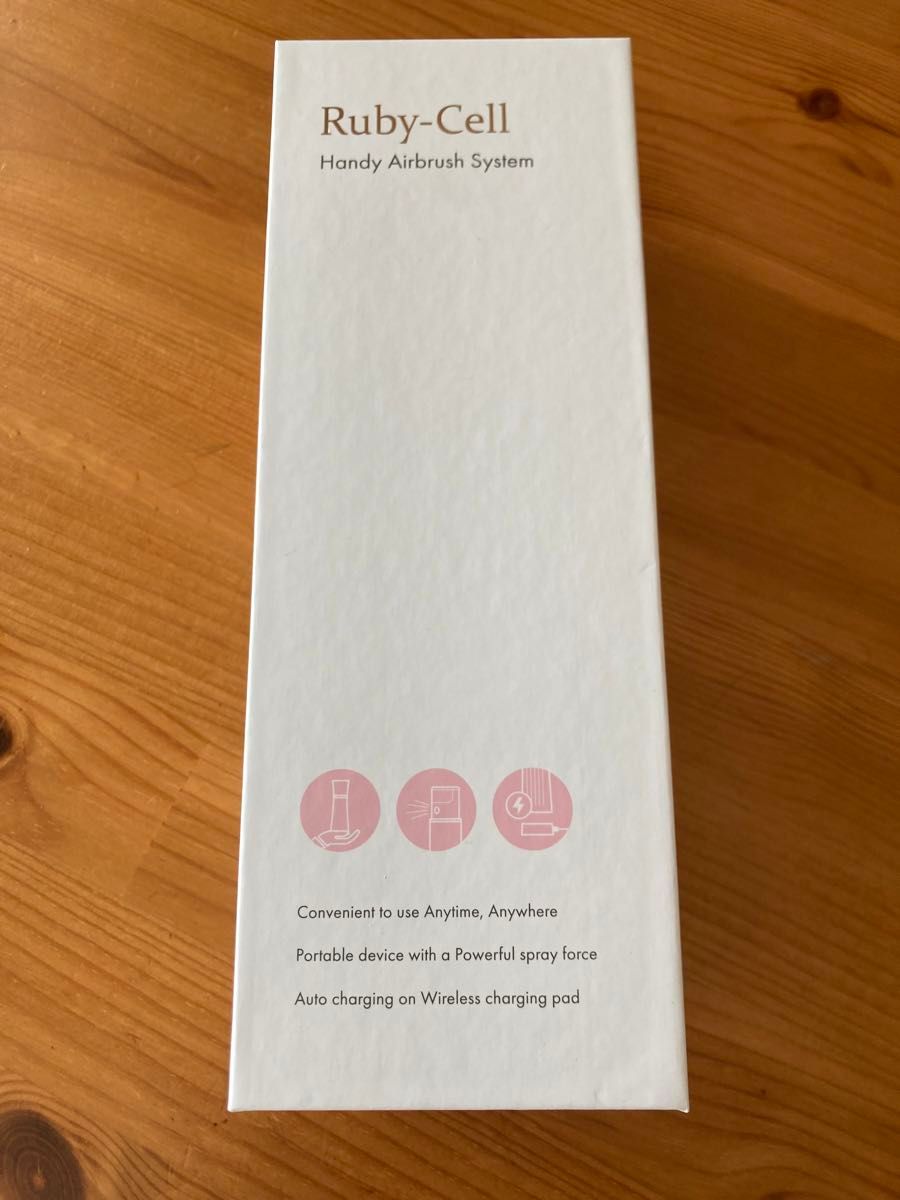 Ruby-Cell
Handy Airbrush System
Convenient to use Anytime, Anywhere
Portable device with a Powerful spray force
Auto charging on Wireless charging pad